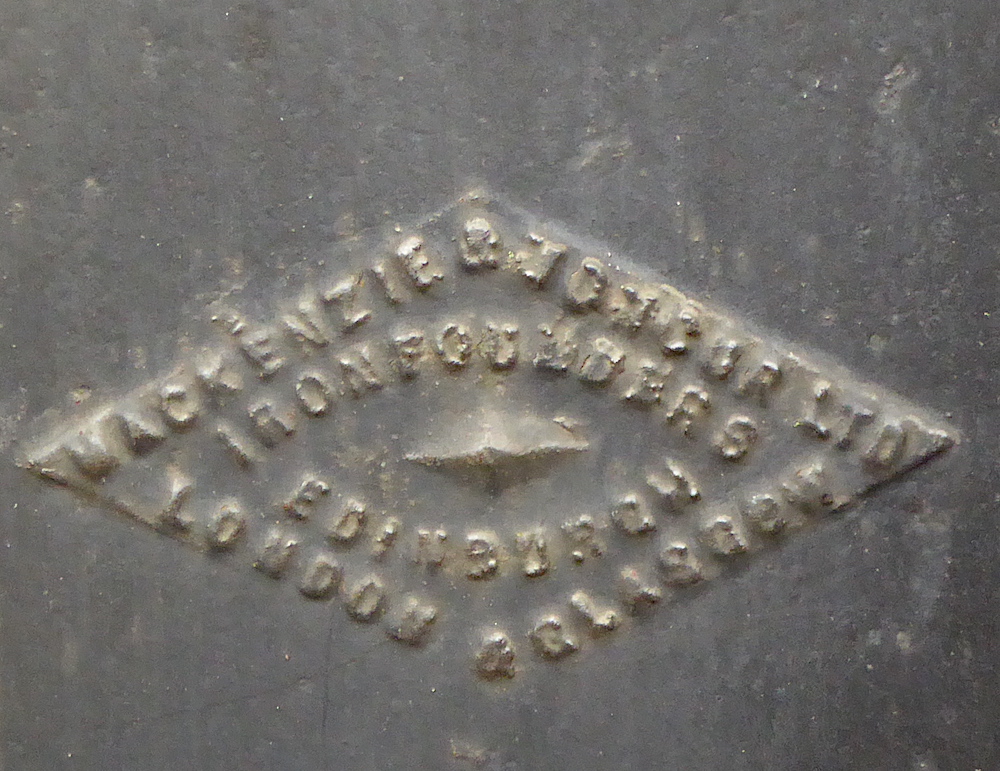 MACKENZIE & MONCUR LTD
IRONFOUNDERS
EDINBURGH
LONDON & GLASGOW